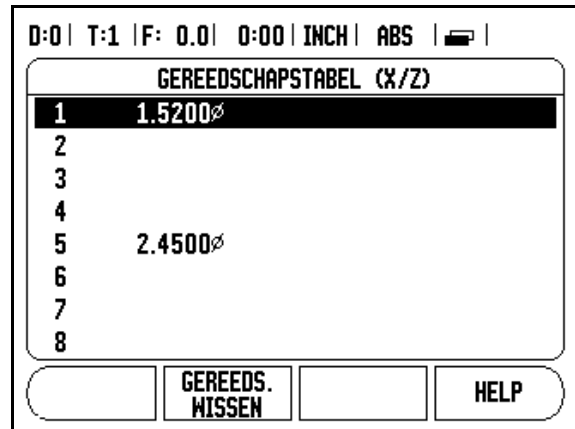 D:0 | T:1 | F: 0.0 | 0:00 | INCH | ABS | |
GEREEDSCHAPSTABEL (X/Z)
1 1.5200⌀
2
3
4
5 2.4500⌀
6
7
8
GEREEDS.
WISSEN
HELP